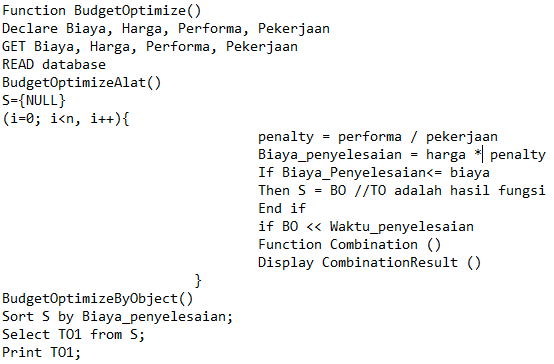 Function BudgetOptimize()
Declare Biaya, Harga, Performa, Pekerjaan
GET Biaya, Harga, Performa, Pekerjaan
READ database
BudgetOptimizeAlat()
S={NULL}
(i=0; i<n, i++){
penalty = performa / pekerjaan
Biaya_penyelesaian = harga * penalty
If Biaya_Penyelesaian<= biaya
Then S = BO //TO adalah hasil fungsi
End if
if BO << Waktu_penyelesaian
Function Combination ()
Display CombinationResult ()
}
BudgetOptimizeByObject()
Sort S by Biaya_penyelesaian;
Select TO1 from S;
Print TO1;